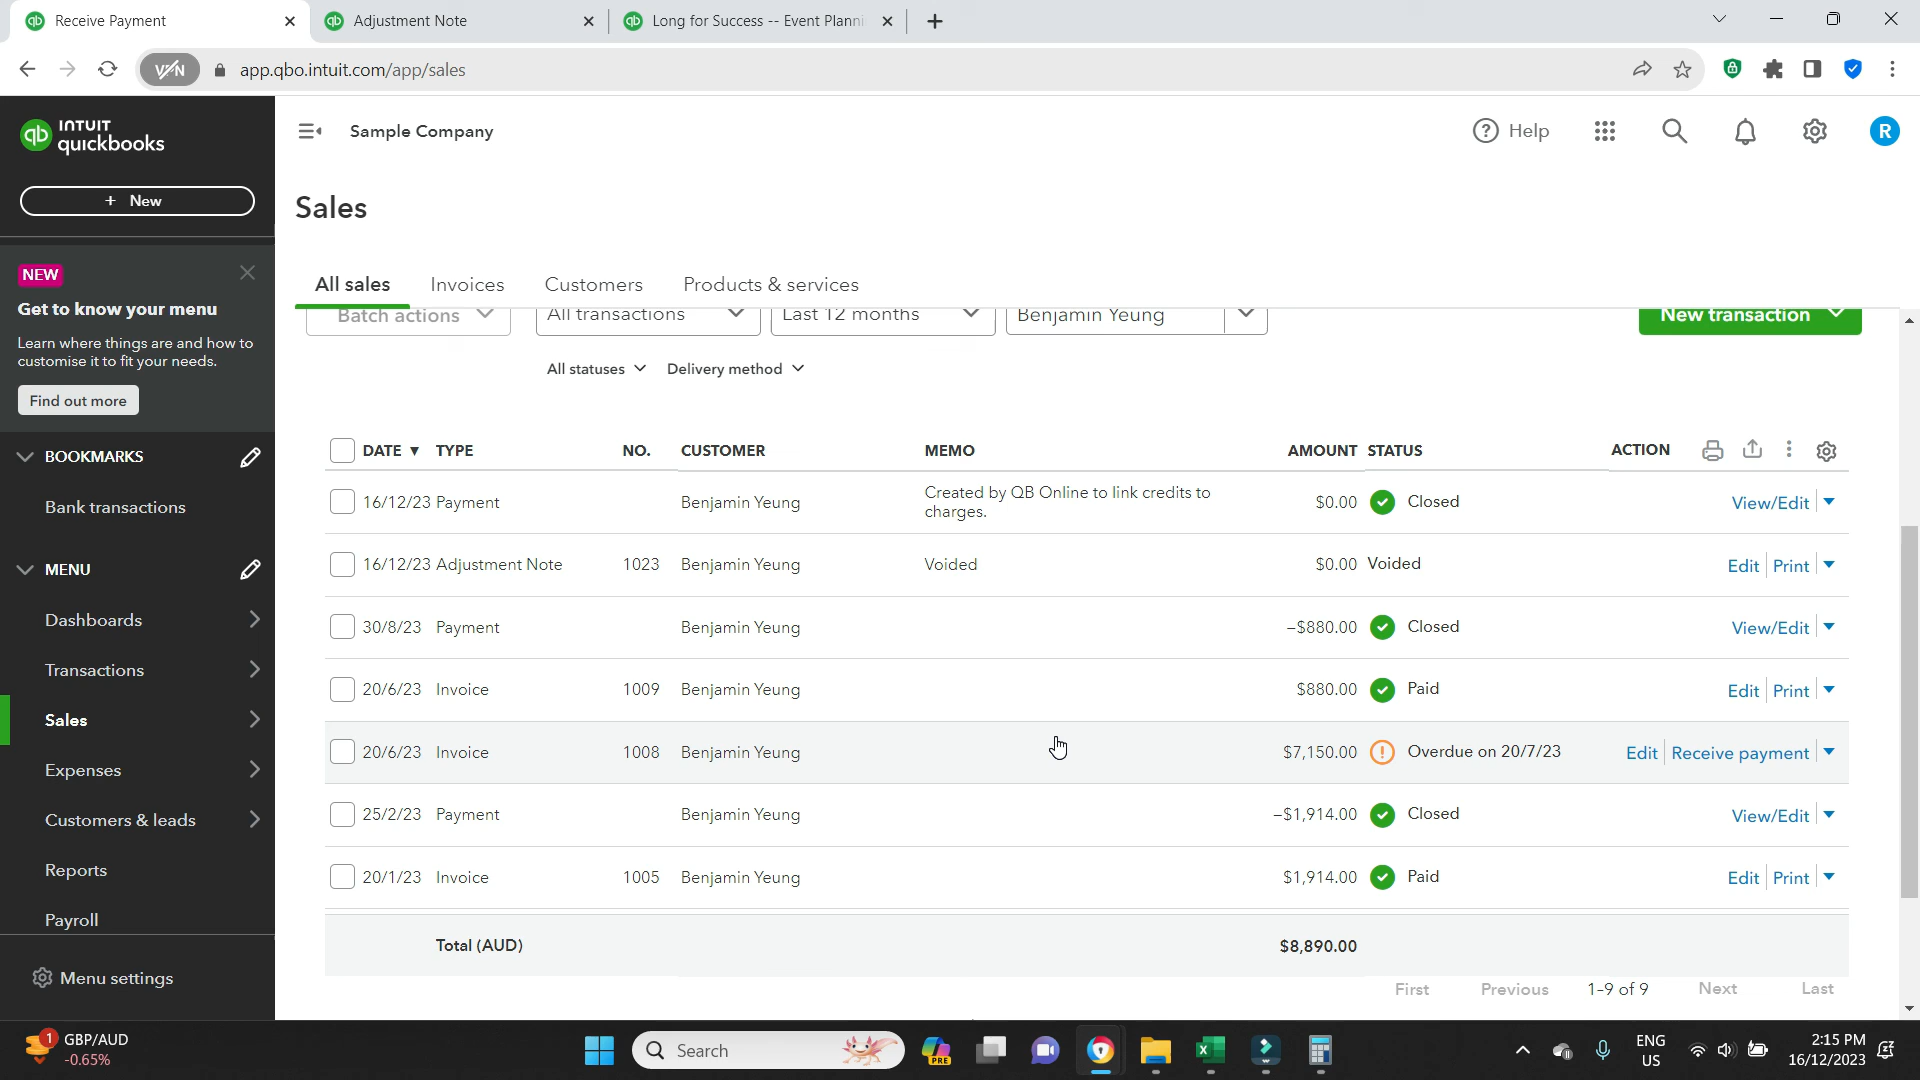 Receive Payment
Adjustment Note
Long for Success -- Event Planni
VPN
app.qbo.intuit.com/app/sales
qb
INTUIT
quickbooks
Sample Company
Help
R
+ New
Sales
NEW
Get to know your menu
Learn where things are and how to
customise it to fit your needs.
Find out more
All sales
Invoices
Customers
Products & services
Batch actions
All transactions
Last 12 months
Benjamin Yeung
New transaction
All statuses
Delivery method
BOOKMARKS
Bank transactions
MENU
Dashboards
Transactions
Sales
Expenses
Customers & leads
Reports
Payroll
Menu settings
DATE ▼ TYPE NO. CUSTOMER MEMO AMOUNT STATUS ACTION
16/12/23 Payment Benjamin Yeung Created by QB Online to link credits to $0.00 Closed View/Edit
charges.
16/12/23 Adjustment Note 1023 Benjamin Yeung Voided $0.00 Voided Edit Print
30/8/23 Payment Benjamin Yeung -$880.00 Closed View/Edit
20/6/23 Invoice 1009 Benjamin Yeung $880.00 Paid Edit Print
20/6/23 Invoice 1008 Benjamin Yeung $7,150.00 Overdue on 20/7/23 Edit Receive payment
25/2/23 Payment Benjamin Yeung -$1,914.00 Closed View/Edit
20/1/23 Invoice 1005 Benjamin Yeung $1,914.00 Paid Edit Print
Total (AUD) $8,890.00
First Previous 1-9 of 9 Next Last
1
GBP/AUD
-0.65%
Search
PRE
ENG
US
2:15 PM
16/12/2023